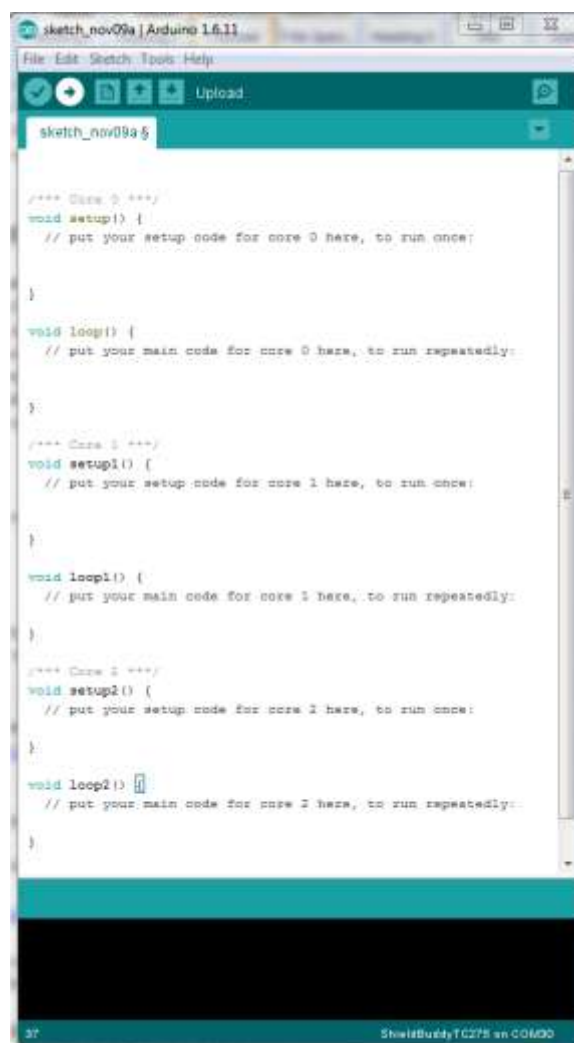 sketch_nov09a | Arduino 1.6.11
File Edit Sketch Tools Help
Upload
sketch_nov09a §
/*** Core 0 ***/
void setup() {
// put your setup code for core 0 here, to run once:
}
void loop() {
// put your main code for core 0 here, to run repeatedly:
}
/*** Core 1 ***/
void setup1() {
// put your setup code for core 1 here, to run once:
}
void loop1() {
// put your main code for core 1 here, to run repeatedly:
}
/*** Core 2 ***/
void setup2() {
// put your setup code for core 2 here, to run once:
}
void loop2() {
// put your main code for core 2 here, to run repeatedly:
}
37 on COM30